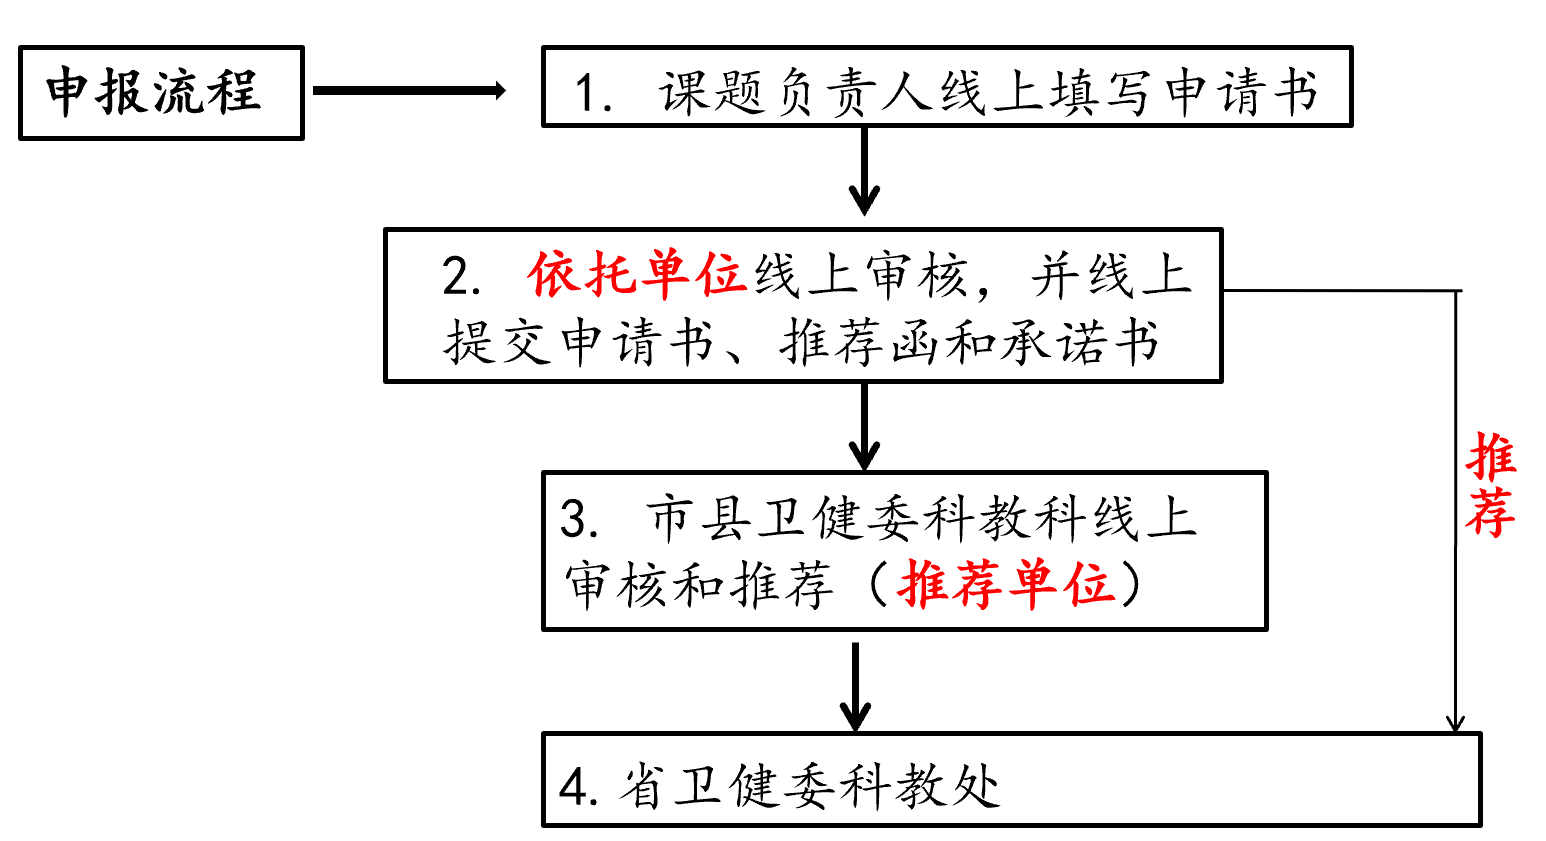 申报流程
1. 课题负责人线上填写申请书
2. 依托单位线上审核，并线上
提交申请书、推荐函和承诺书
推荐
3. 市县卫健委科教科线上
审核和推荐（推荐单位）
4. 省卫健委科教处